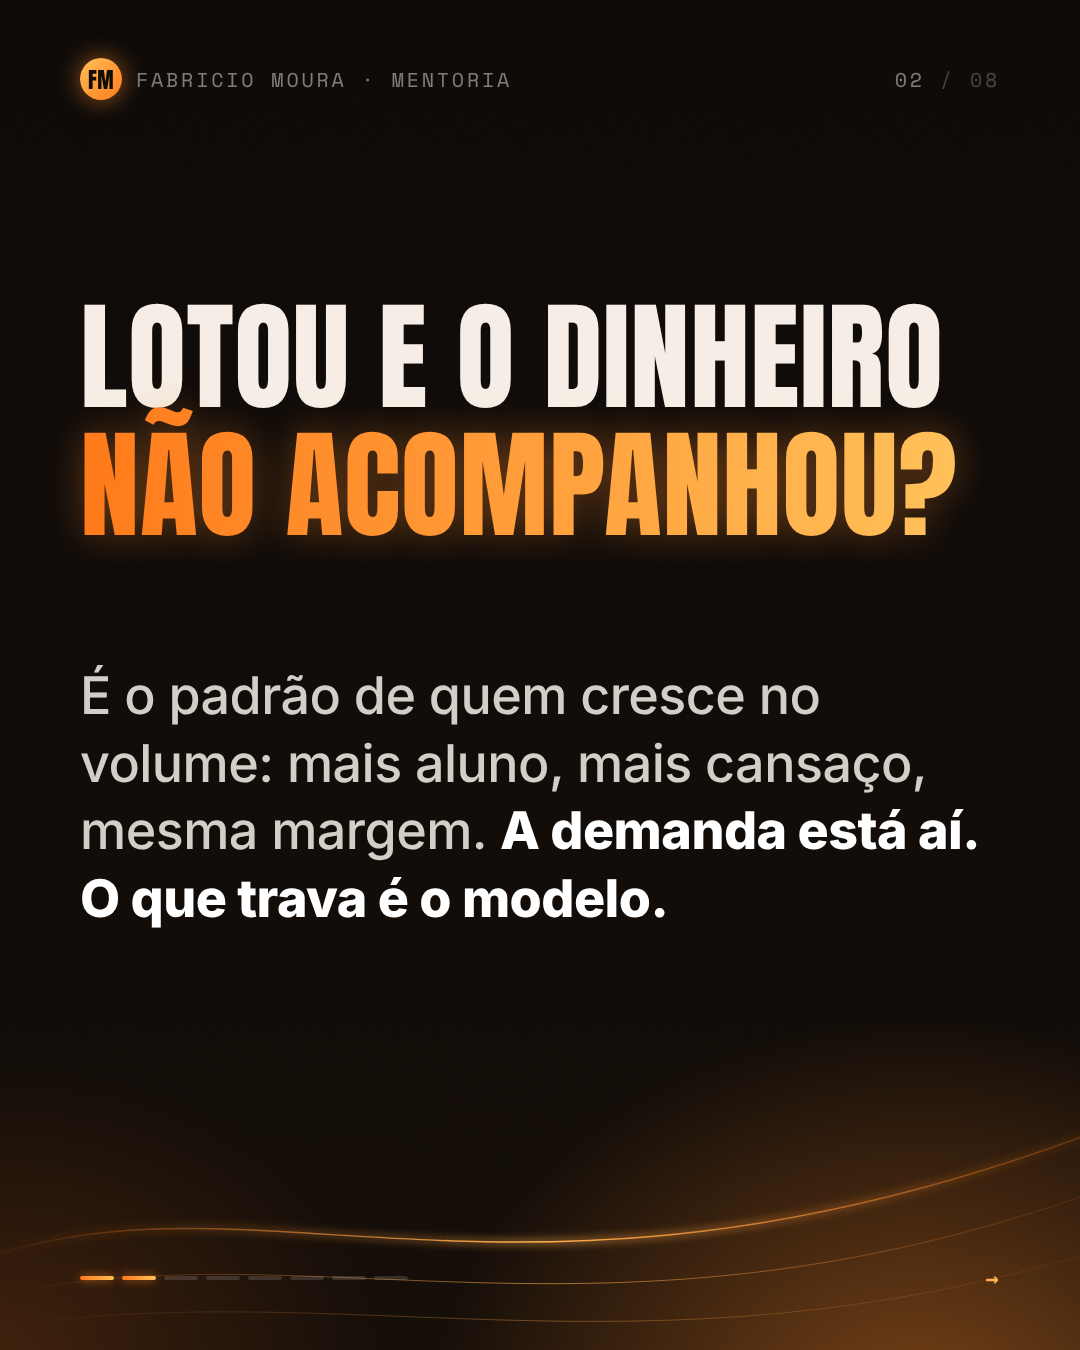 FM FABRICIO MOURA · MENTORIA 02 / 08
LOTOU E O DINHEIRO
NÃO ACOMPANHOU?
É o padrão de quem cresce no
volume: mais aluno, mais cansaço,
mesma margem. A demanda está aí.
O que trava é o modelo.
→